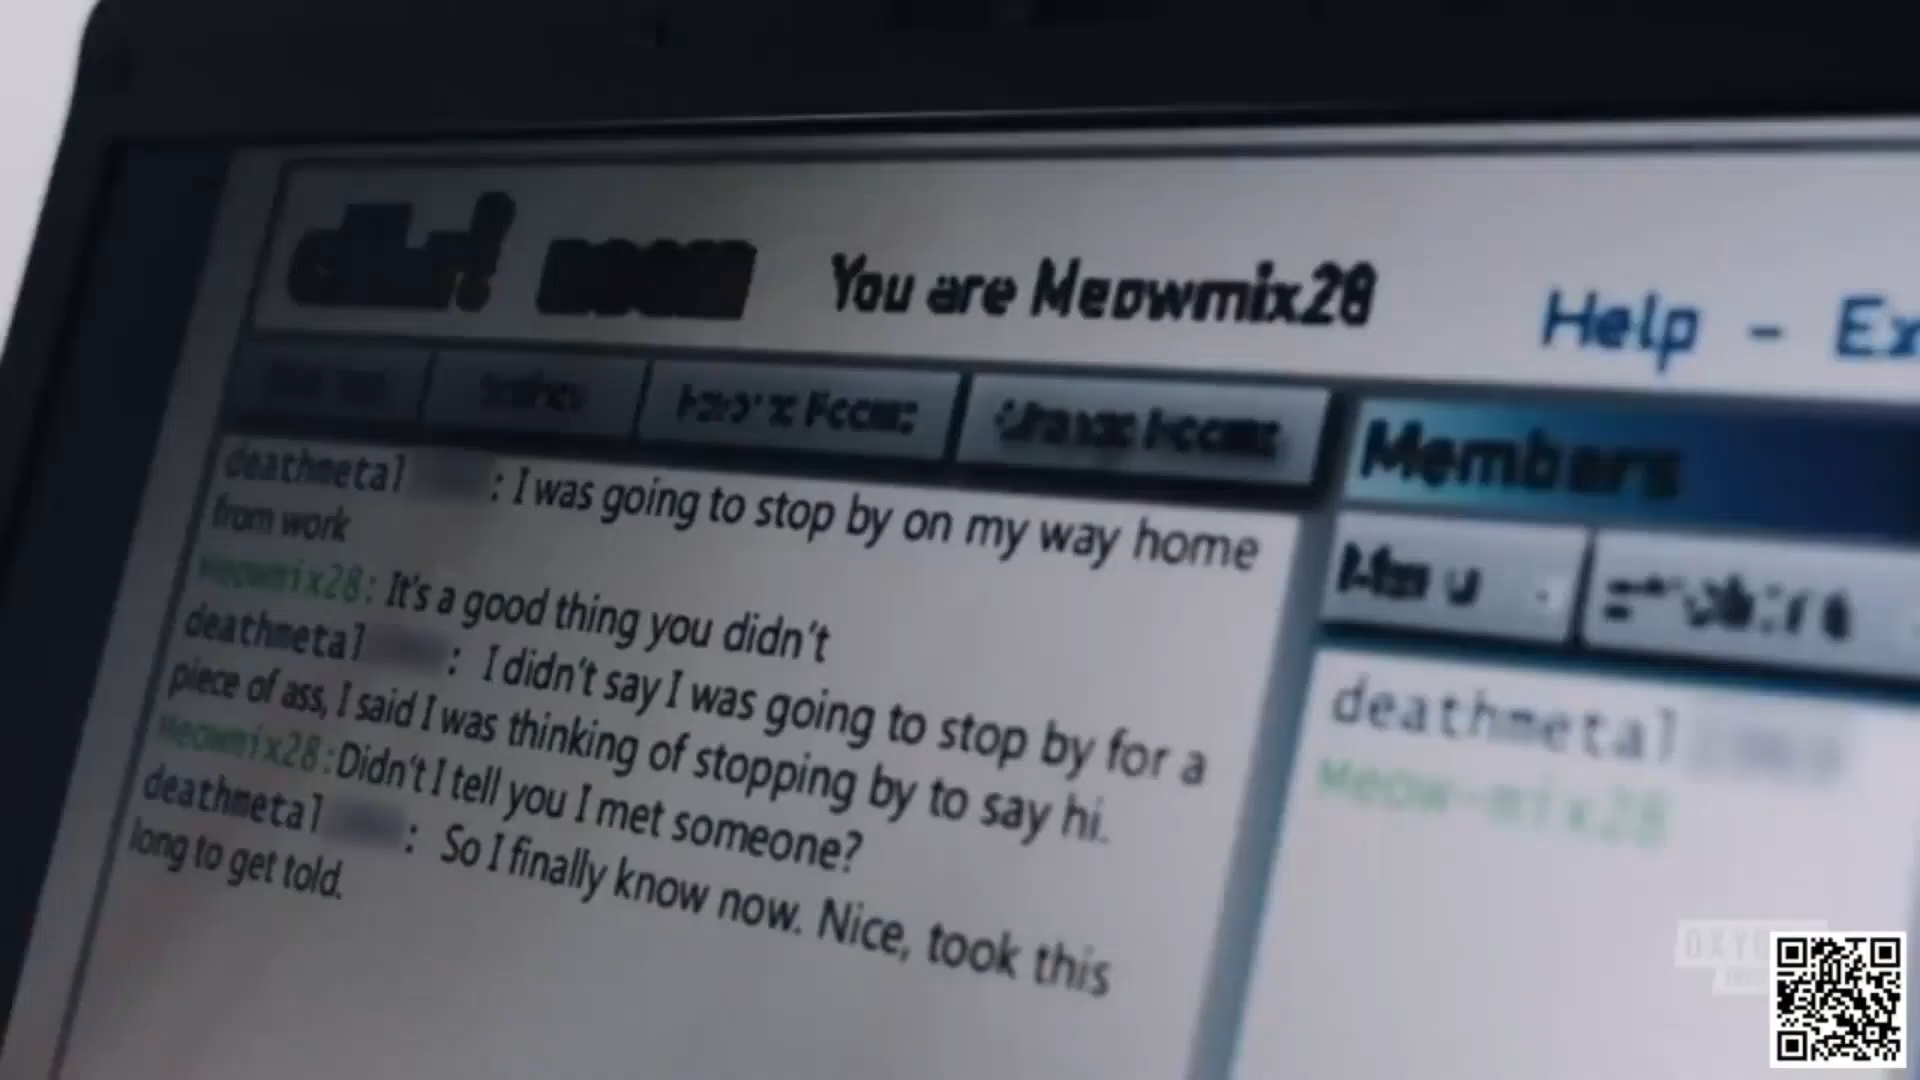 You are Meowmix28
Help - Ex
Members
deathmetal : I was going to stop by on my way home
from work
Meowmix28: It's a good thing you didn't
deathmetal : I didn't say I was going to stop by for a
piece of ass, I said I was thinking of stopping by to say hi.
Meowmix28:Didn't I tell you I met someone?
deathmetal : So I finally know now. Nice, took this
long to get told.
deathmetal
Meow-mix28